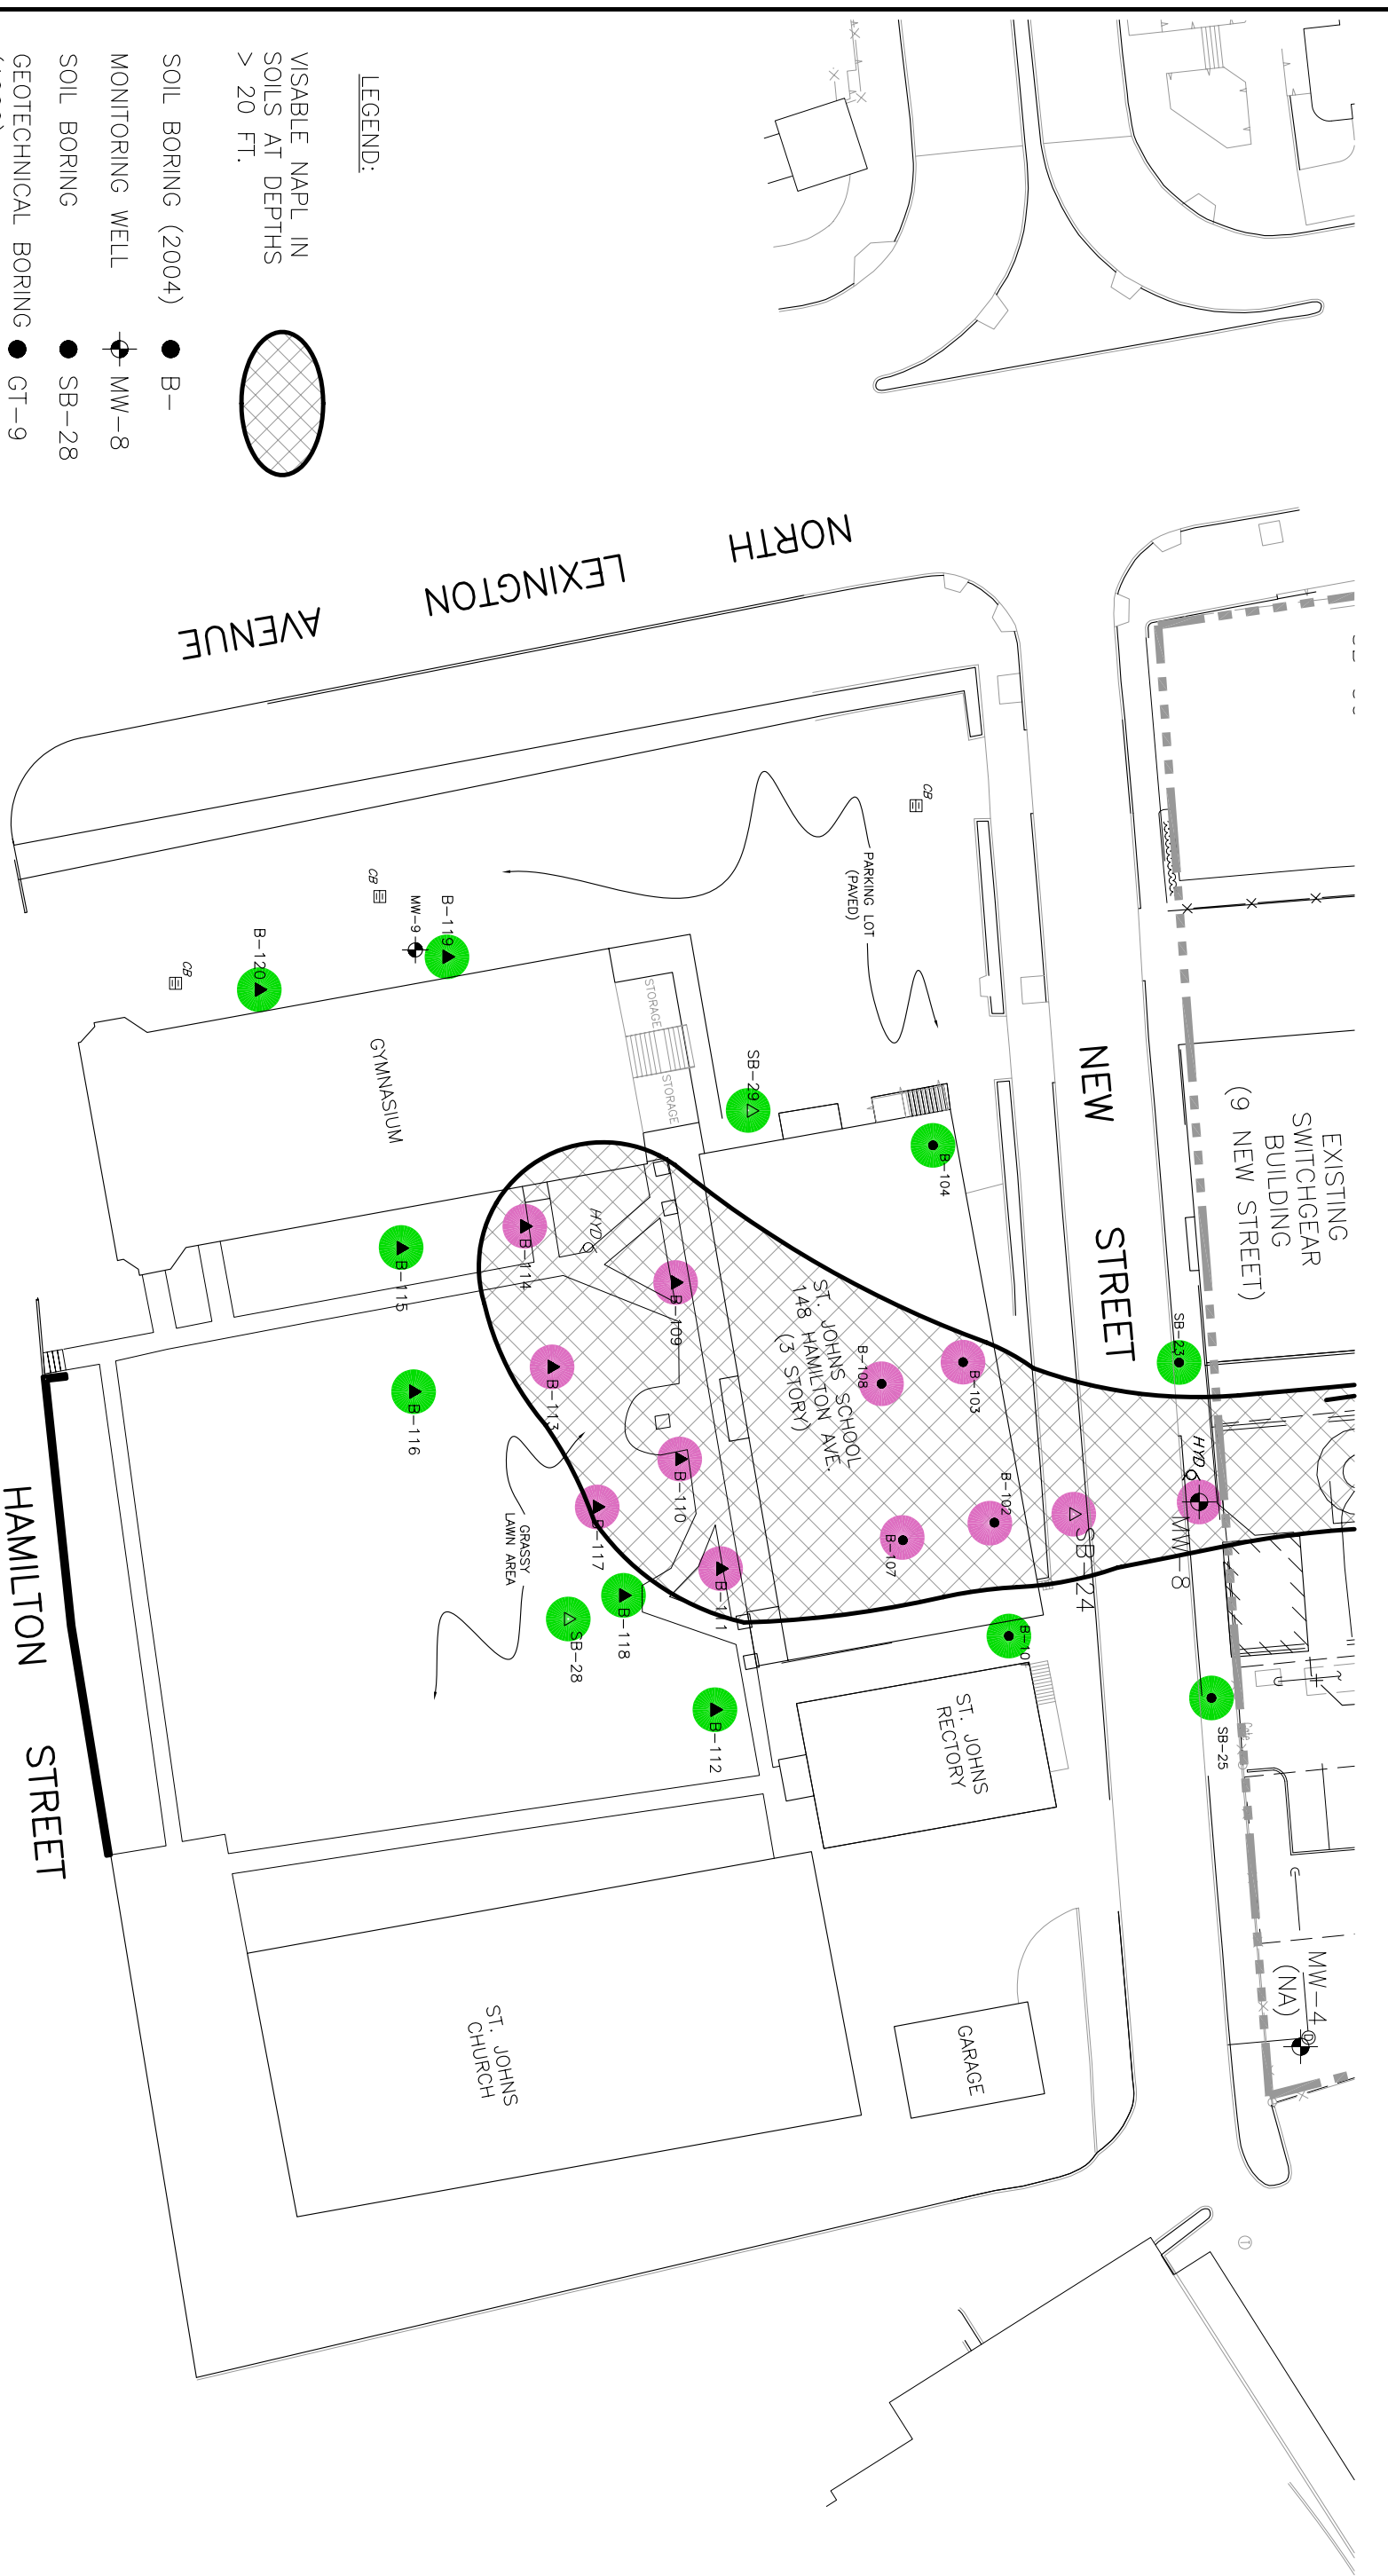 LEGEND:
VISABLE NAPL IN
SOILS AT DEPTHS
> 20 FT.
SOIL BORING (2004) B-
MONITORING WELL MW-8
SOIL BORING SB-28
GEOTECHNICAL BORING GT-9
NORTH LEXINGTON AVENUE
NEW STREET
HAMILTON STREET
EXISTING
SWITCHGEAR
BUILDING
(9 NEW STREET)
PARKING LOT
(PAVED)
CB
CB
CB
B-119
MW-9
B-120
GYMNASIUM
STORAGE
STORAGE
SB-29
B-104
SB-23
HYD
MW-8
SB-24
SB-25
B-103
B-108
B-102
B-107
B-101
ST. JOHNS SCHOOL
148 HAMILTON AVE.
(3 STORY)
HYD
B-114
B-109
B-115
B-113
B-116
B-110
B-117
B-111
B-118
SB-28
B-112
GRASSY
LAWN AREA
ST. JOHNS
RECTORY
ST. JOHNS
CHURCH
GARAGE
MW-4
(NA)
D
T